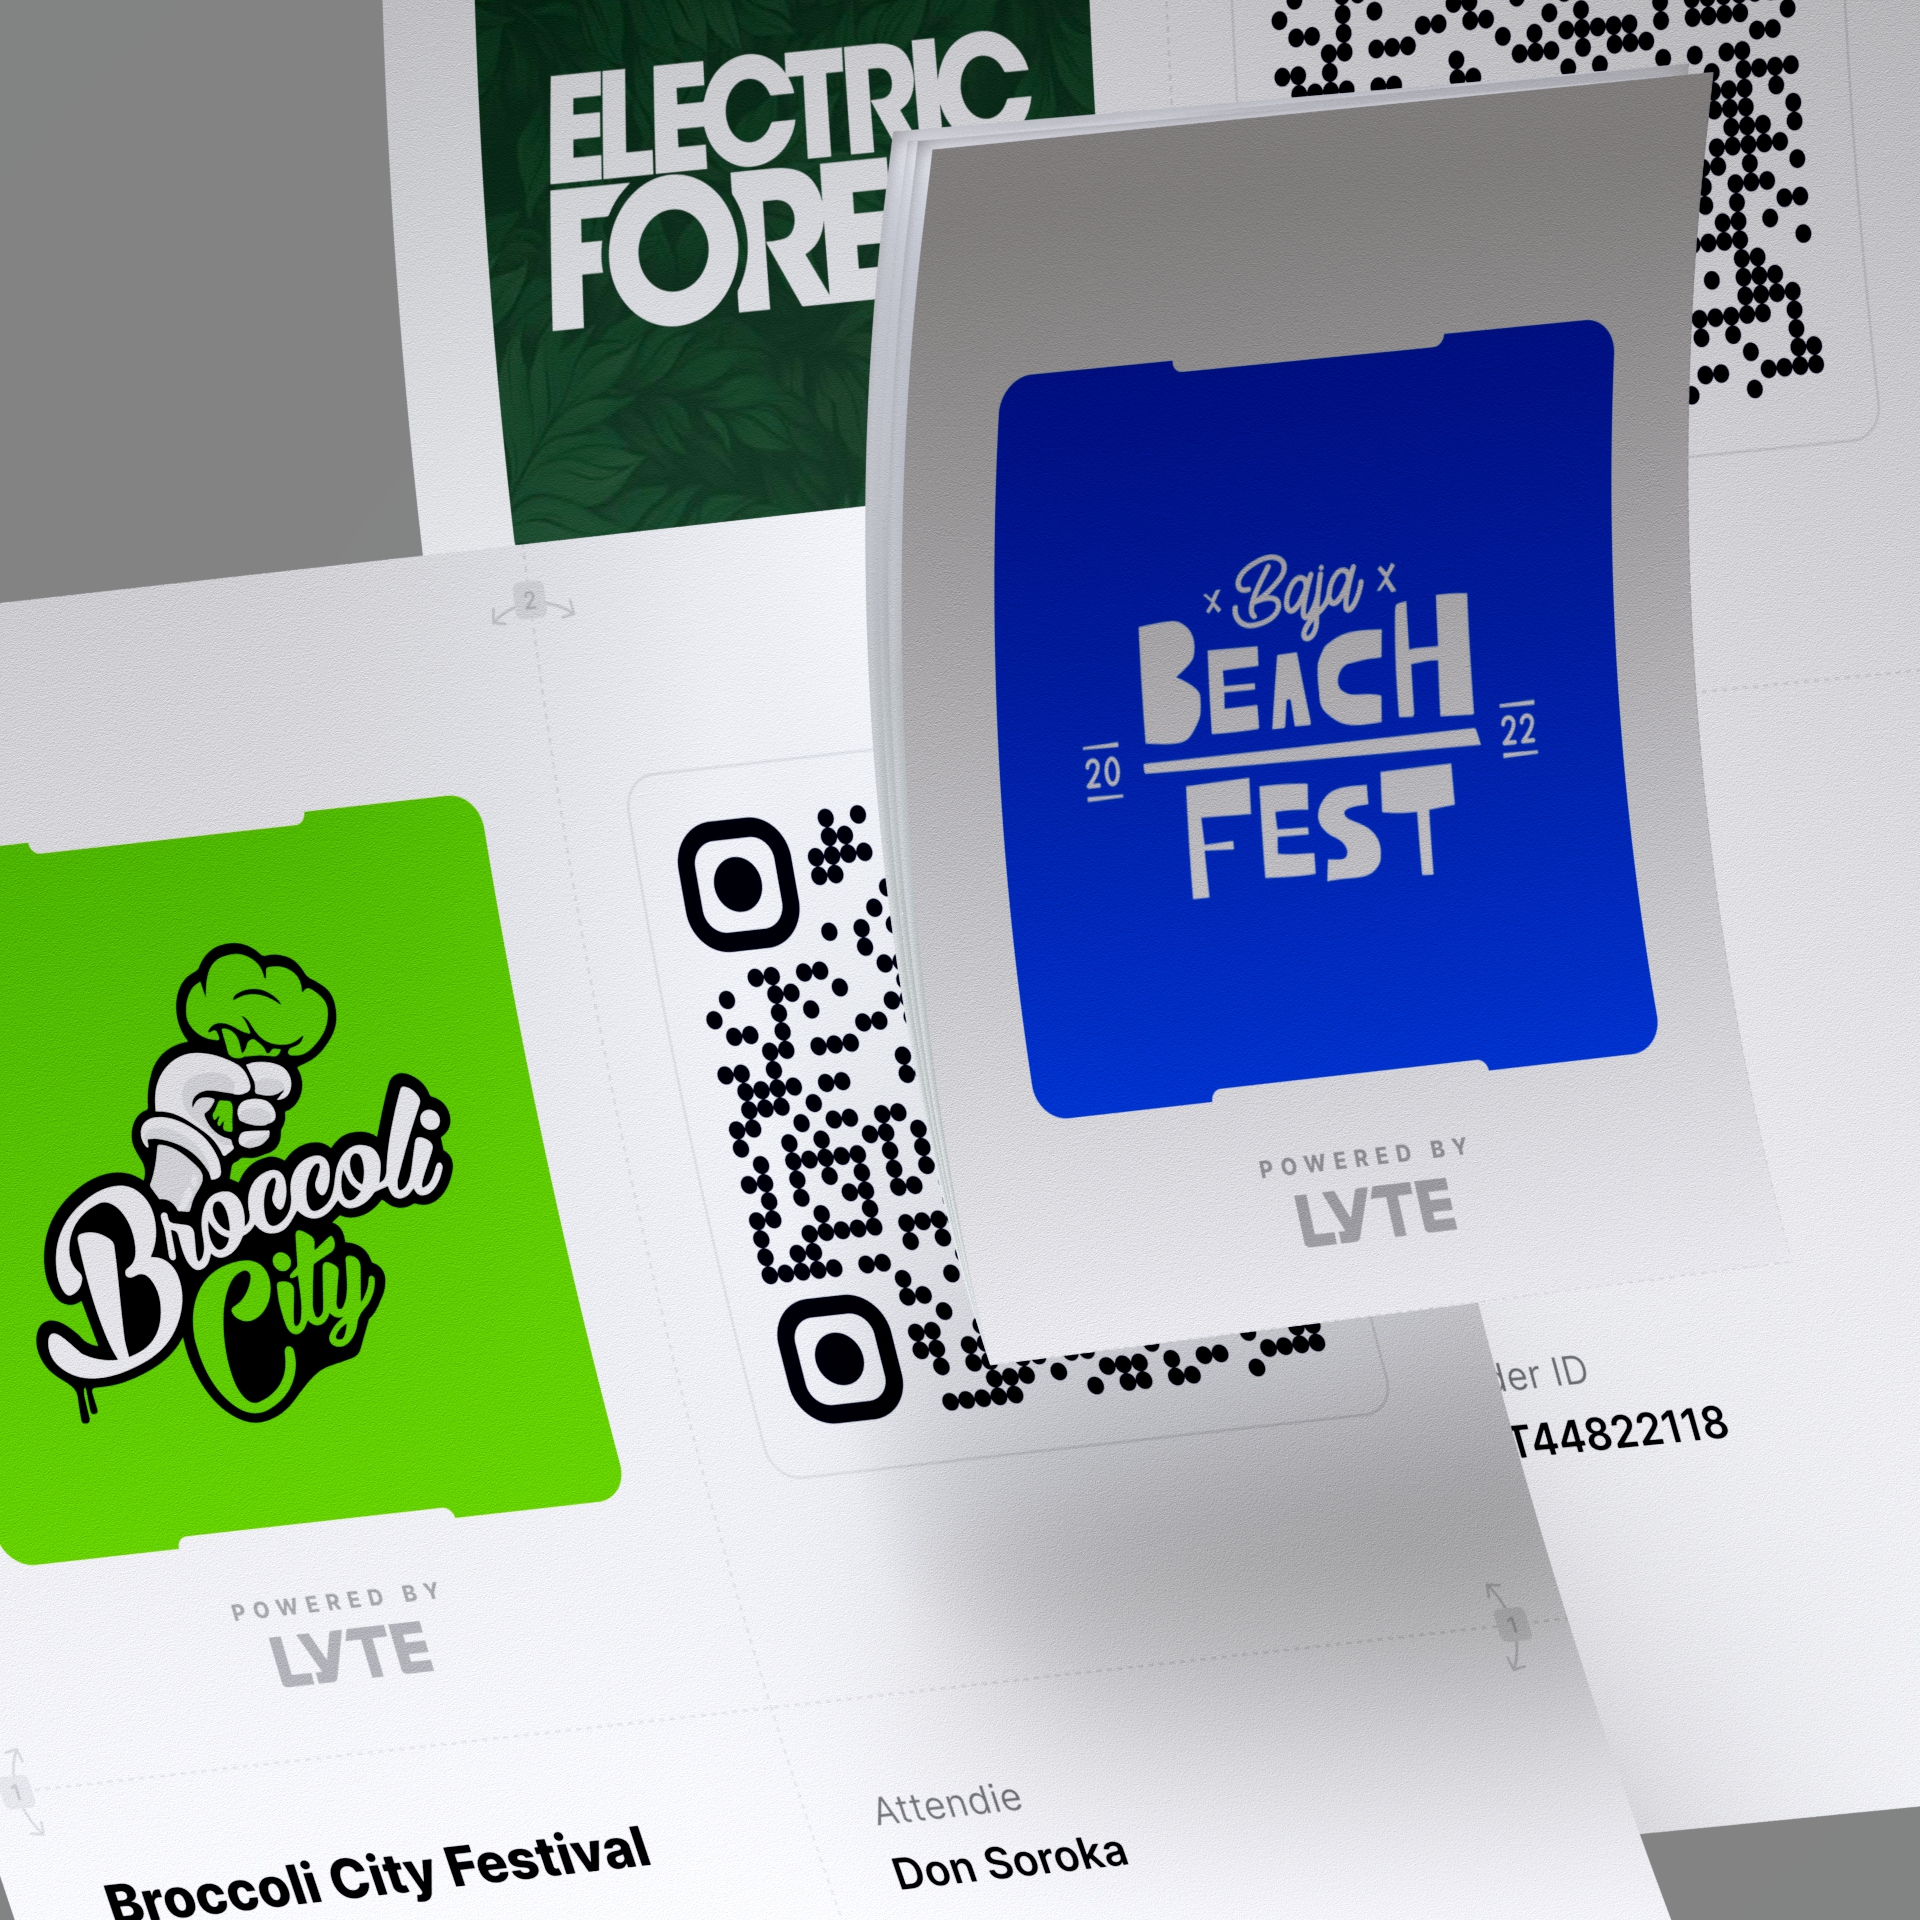 ELECTRIC
FORE
2
x Baja x
BEACH
20
22
FEST
POWERED BY
LYTE
Broccoli
City
POWERED BY
LYTE
der ID
T44822118
1
1
Attendie
Don Soroka
Broccoli City Festival